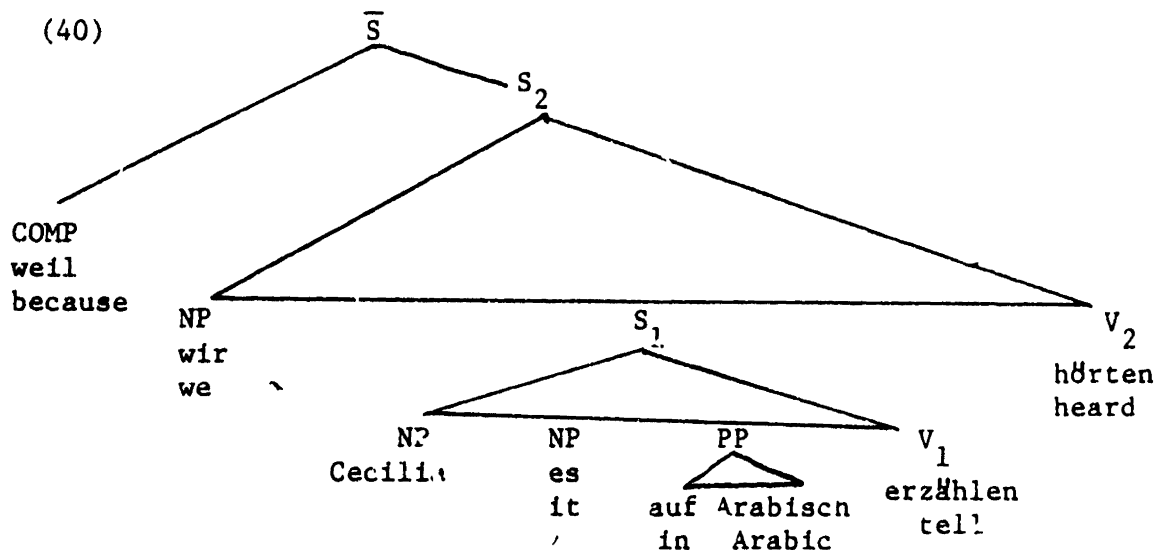 (40)
S̅
S₂
COMP
weil
because
NP
wir
we
S₁
V₂
hörten
heard
NP NP PP V₁
Cecilia es auf Arabisch erzählen
it in Arabic tell